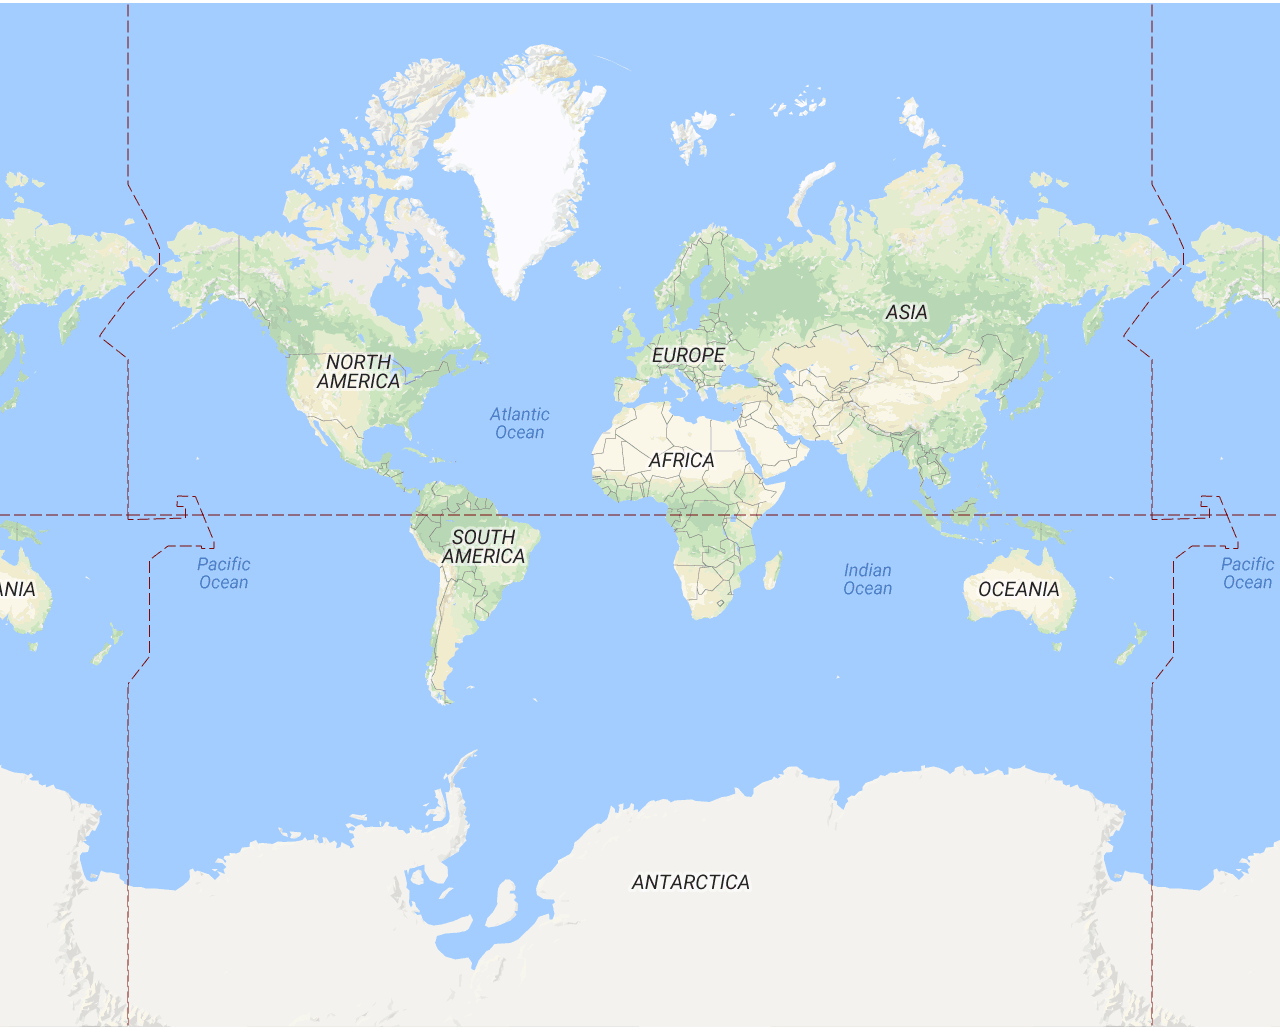 ASIA
EUROPE
NORTH
AMERICA
Atlantic
Ocean
AFRICA
SOUTH
AMERICA
Pacific
Ocean
Indian
Ocean
Pacific
Ocean
ANIA
OCEANIA
ANTARCTICA